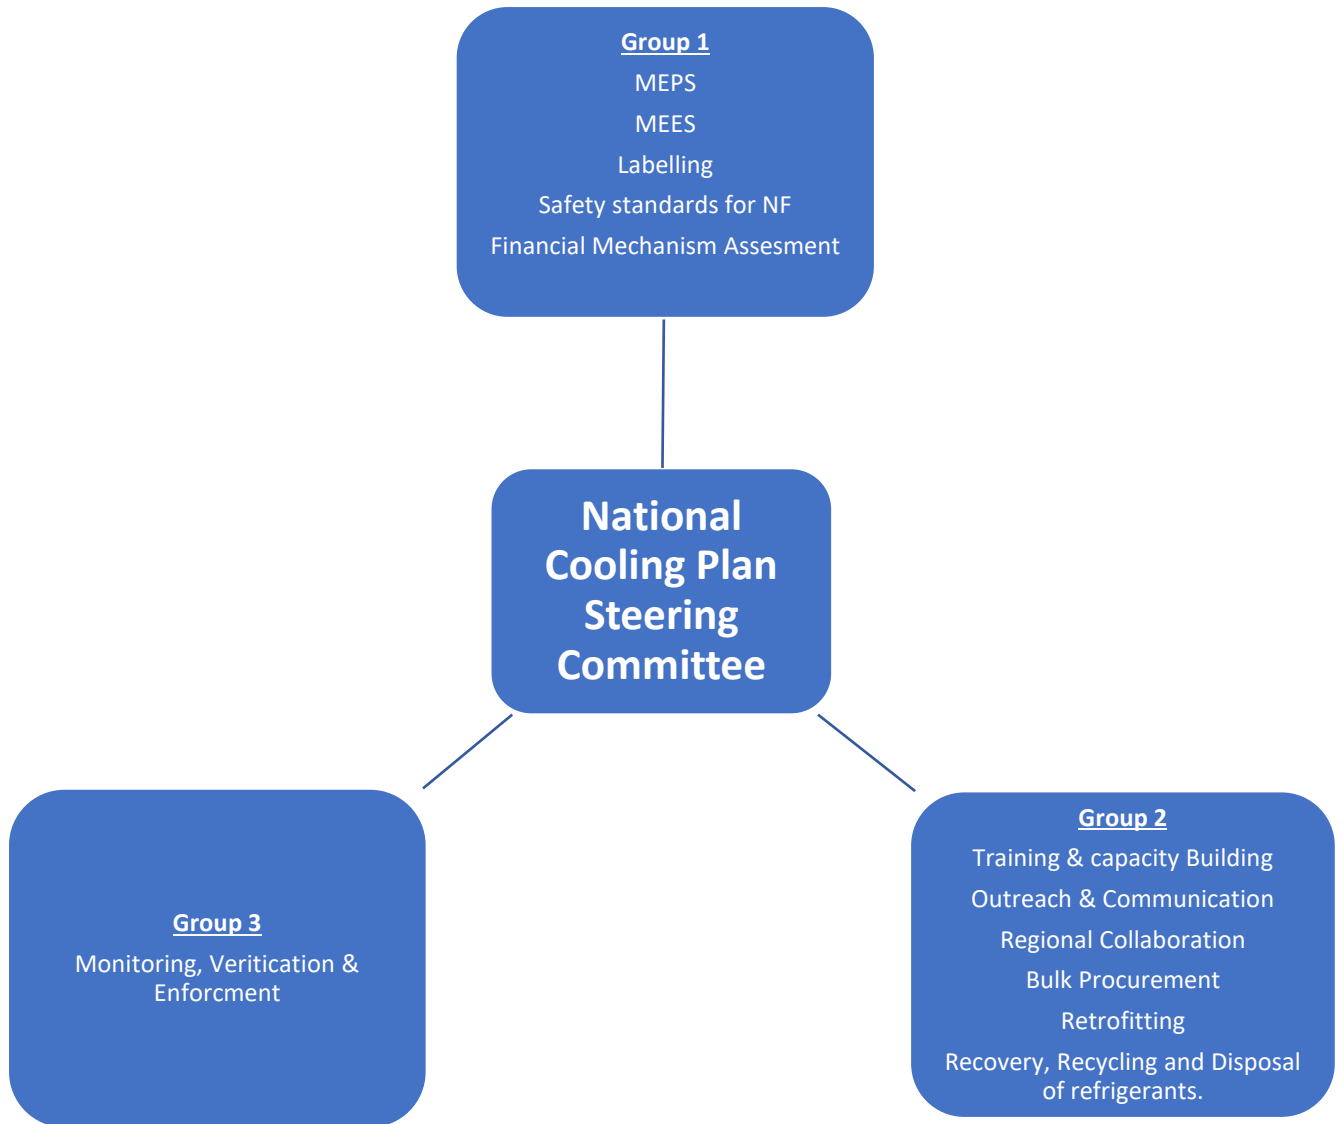 Group 1
MEPS
MEES
Labelling
Safety standards for NF
Financial Mechanism Assesment
National
Cooling Plan
Steering
Committee
Group 3
Monitoring, Veritication &
Enforcment
Group 2
Training & capacity Building
Outreach & Communication
Regional Collaboration
Bulk Procurement
Retrofitting
Recovery, Recycling and Disposal
of refrigerants.